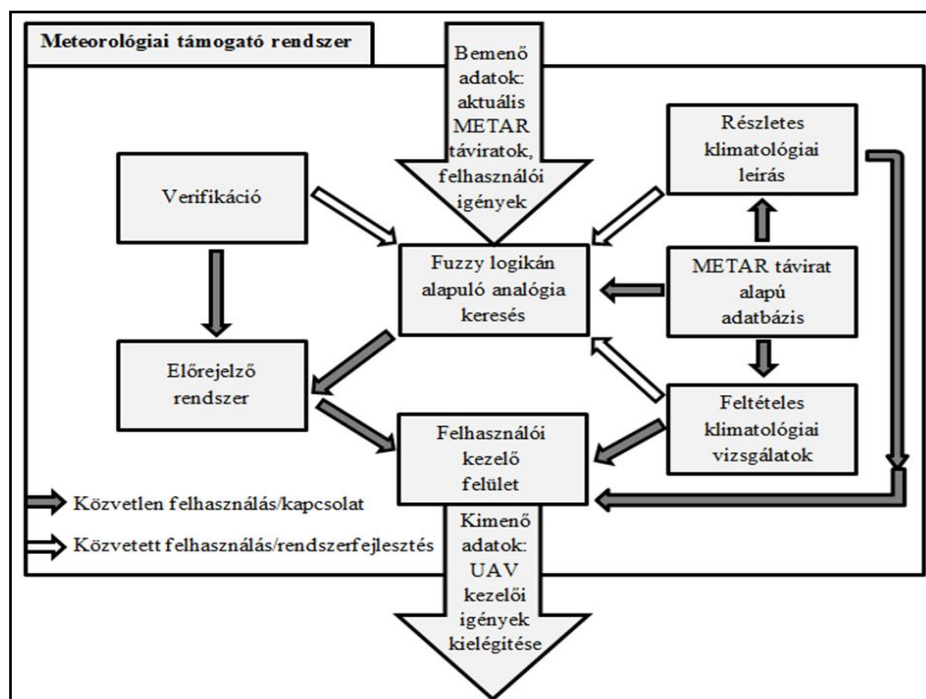 Meteorológiai támogató rendszer
Bemenő
adatok:
aktuális
METAR
táviratok,
felhasználói
igények
Részletes
klimatológiai
leírás
Verifikáció
Fuzzy logikán
alapuló analógia
keresés
METAR távirat
alapú
adatbázis
Előrejelző
rendszer
Feltételes
klimatológiai
vizsgálatok
Felhasználói
kezelő
felület
Közvetlen felhasználás/kapcsolat
Közvetett felhasználás/rendszerfejlesztés
Kimenő
adatok:
UAV
kezelői
igények
kielégítése